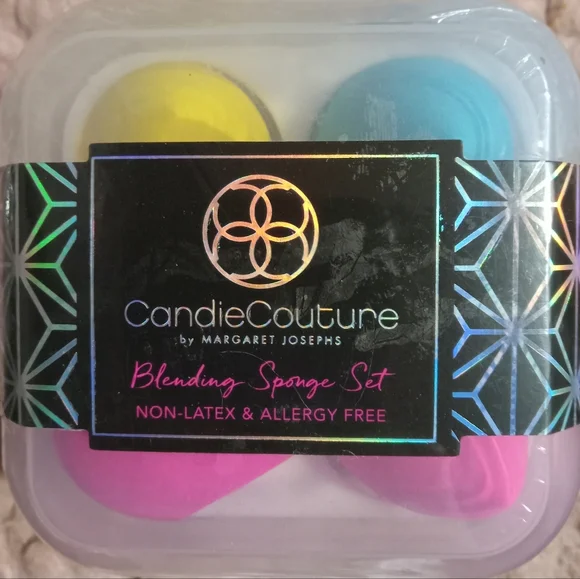 CandieCouture
by MARGARET JOSEPHS
Blending Sponge Set
NON-LATEX & ALLERGY FREE